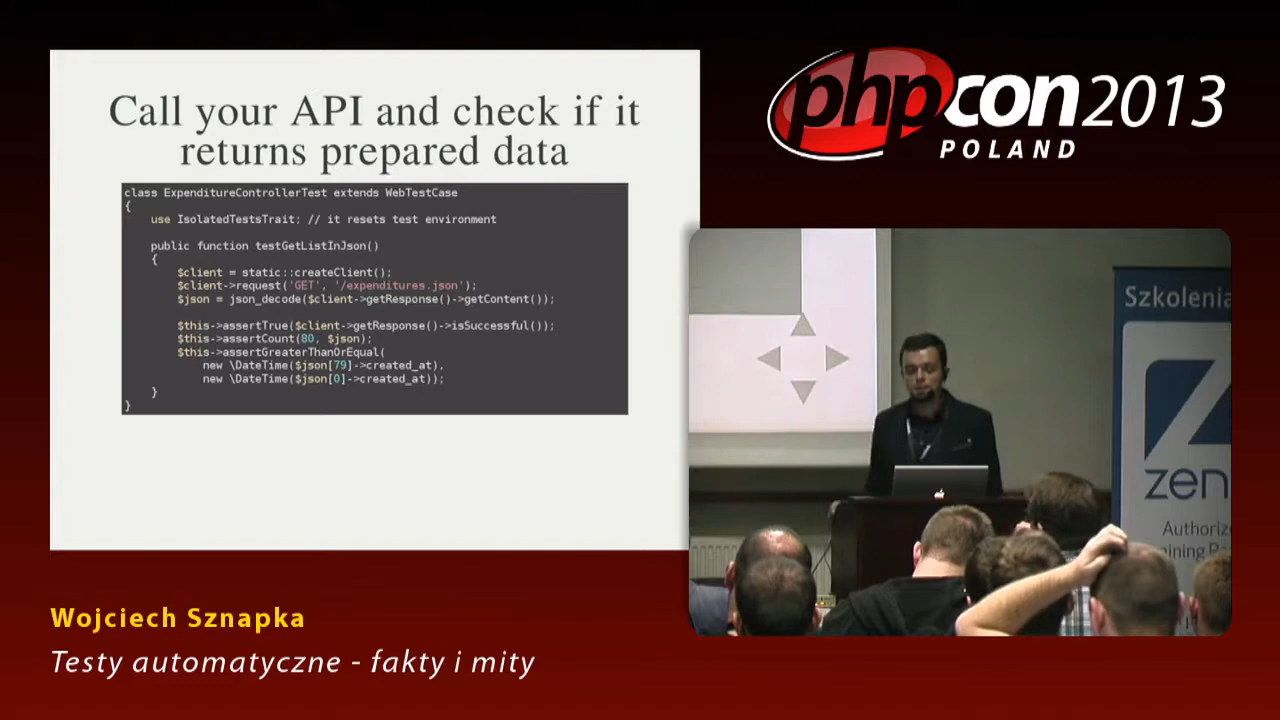 Call your API and check if it
returns prepared data
class ExpenditureControllerTest extends WebTestCase
{
    use IsolatedTestsTrait; // it resets test environment
    public function testGetListInJson()
    {
        $client = static::createClient();
        $client->request('GET', '/expenditures.json');
        $json = json_decode($client->getResponse()->getContent());
        $this->assertTrue($client->getResponse()->isSuccessful());
        $this->assertCount(80, $json);
        $this->assertGreaterThanOrEqual(
            new \DateTime($json[79]->created_at),
            new \DateTime($json[0]->created_at));
    }
}
phpcon2013
POLAND
Szkolenia
zen
Authoriz
ining Pa
Wojciech Sznapka
Testy automatyczne - fakty i mity